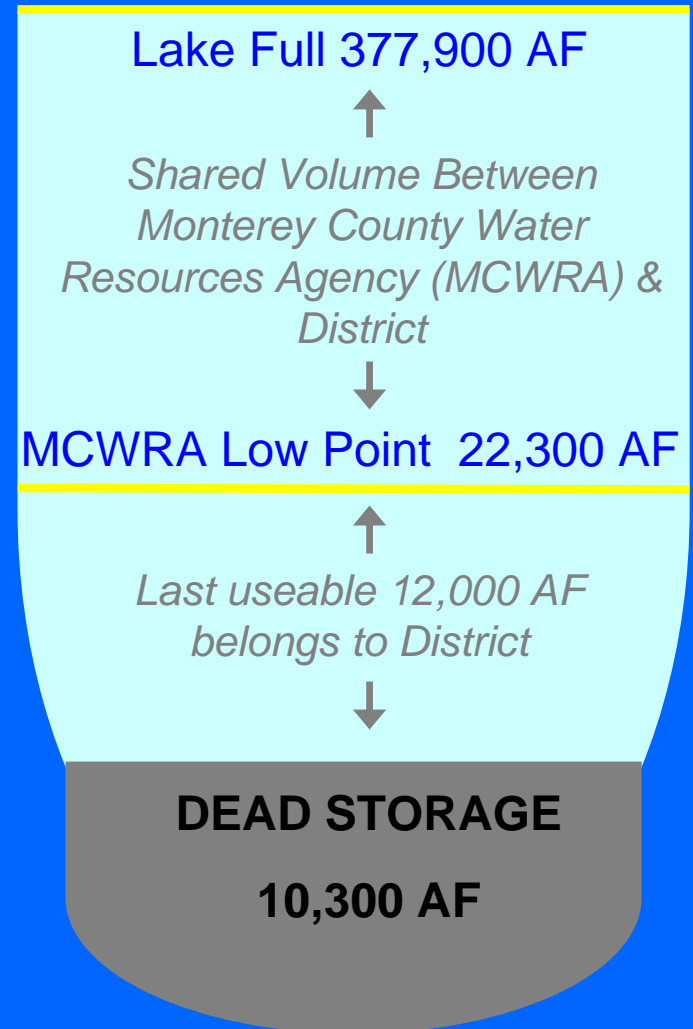 Lake Full 377,900 AF
Shared Volume Between
Monterey County Water
Resources Agency (MCWRA) &
District
MCWRA Low Point  22,300 AF
Last useable 12,000 AF
belongs to District
DEAD STORAGE
10,300 AF